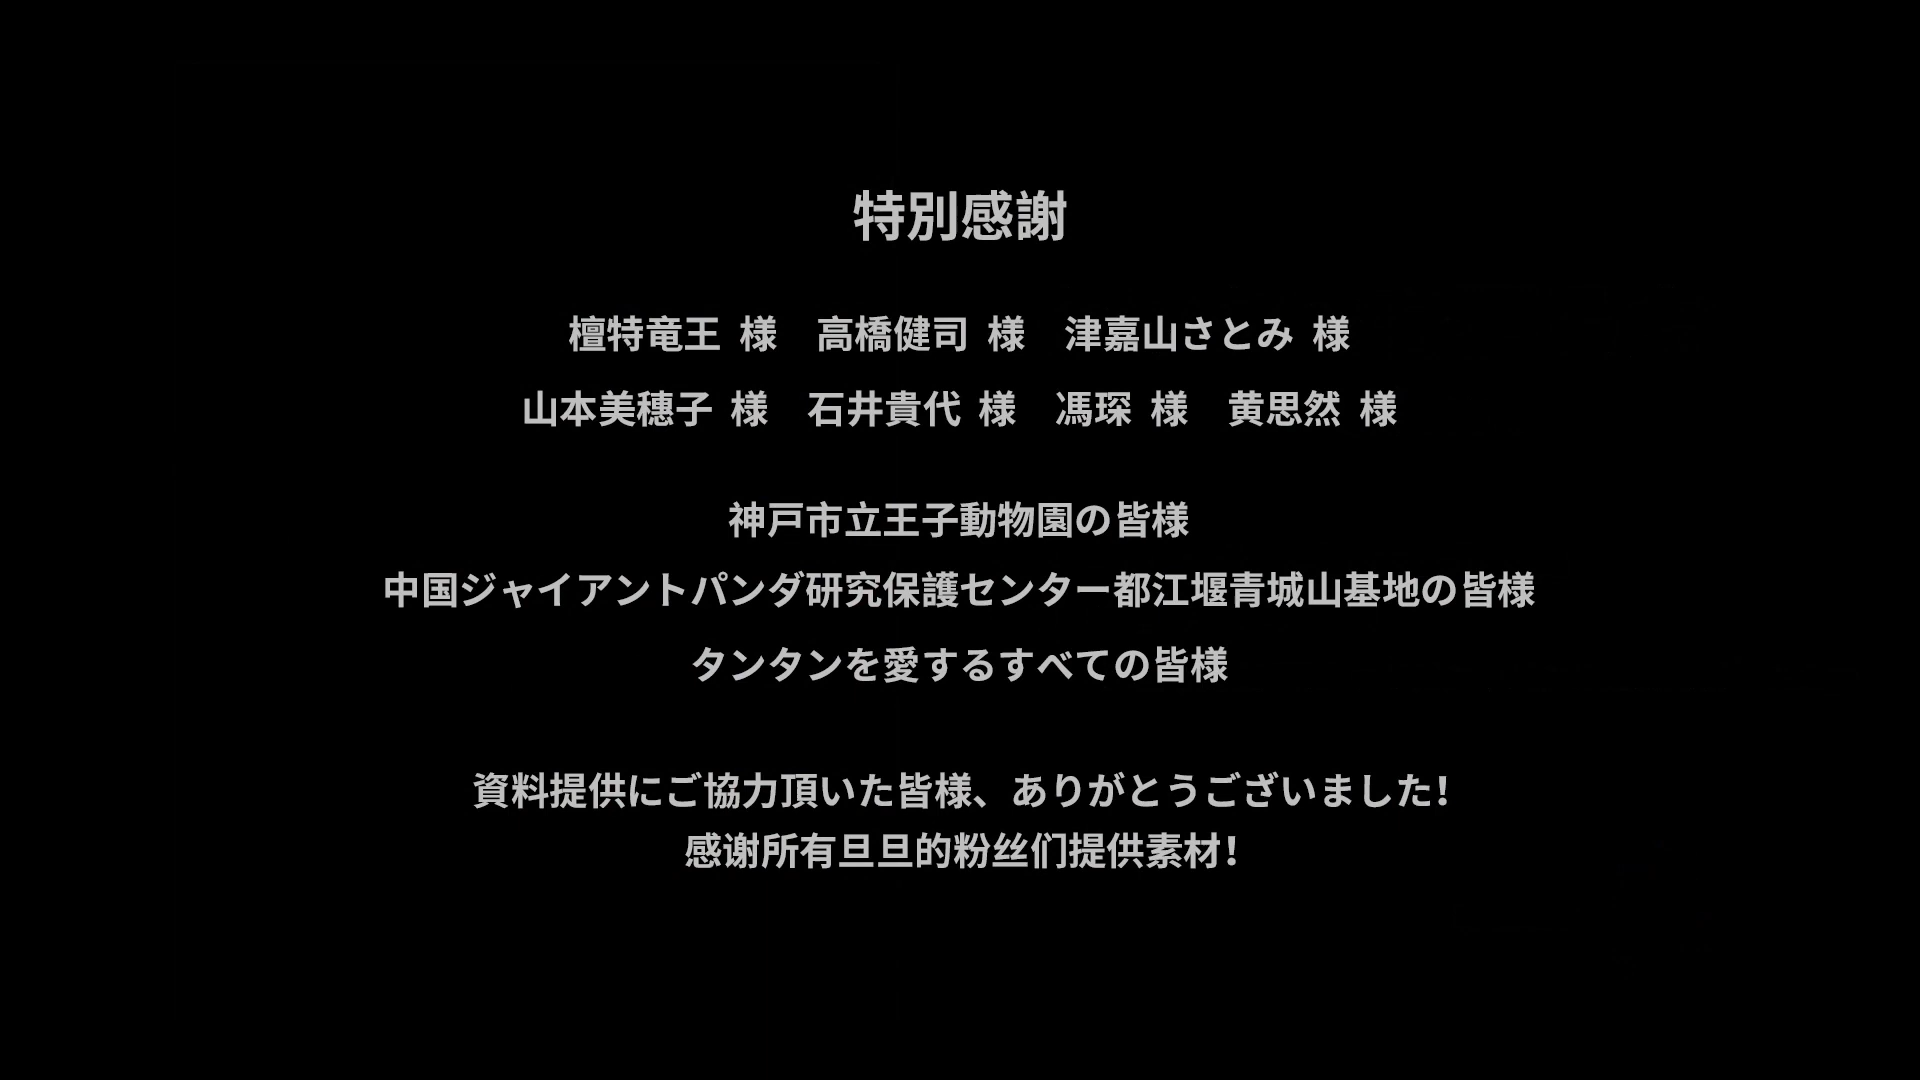 特別感謝
檀特竜王 様　高橋健司 様　津嘉山さとみ 様
山本美穗子 様　石井貴代 様　馮琛 様　黄思然 様
神戸市立王子動物園の皆様
中国ジャイアントパンダ研究保護センター都江堰青城山基地の皆様
タンタンを愛するすべての皆様
資料提供にご協力頂いた皆様、ありがとうございました！
感谢所有旦旦的粉丝们提供素材！